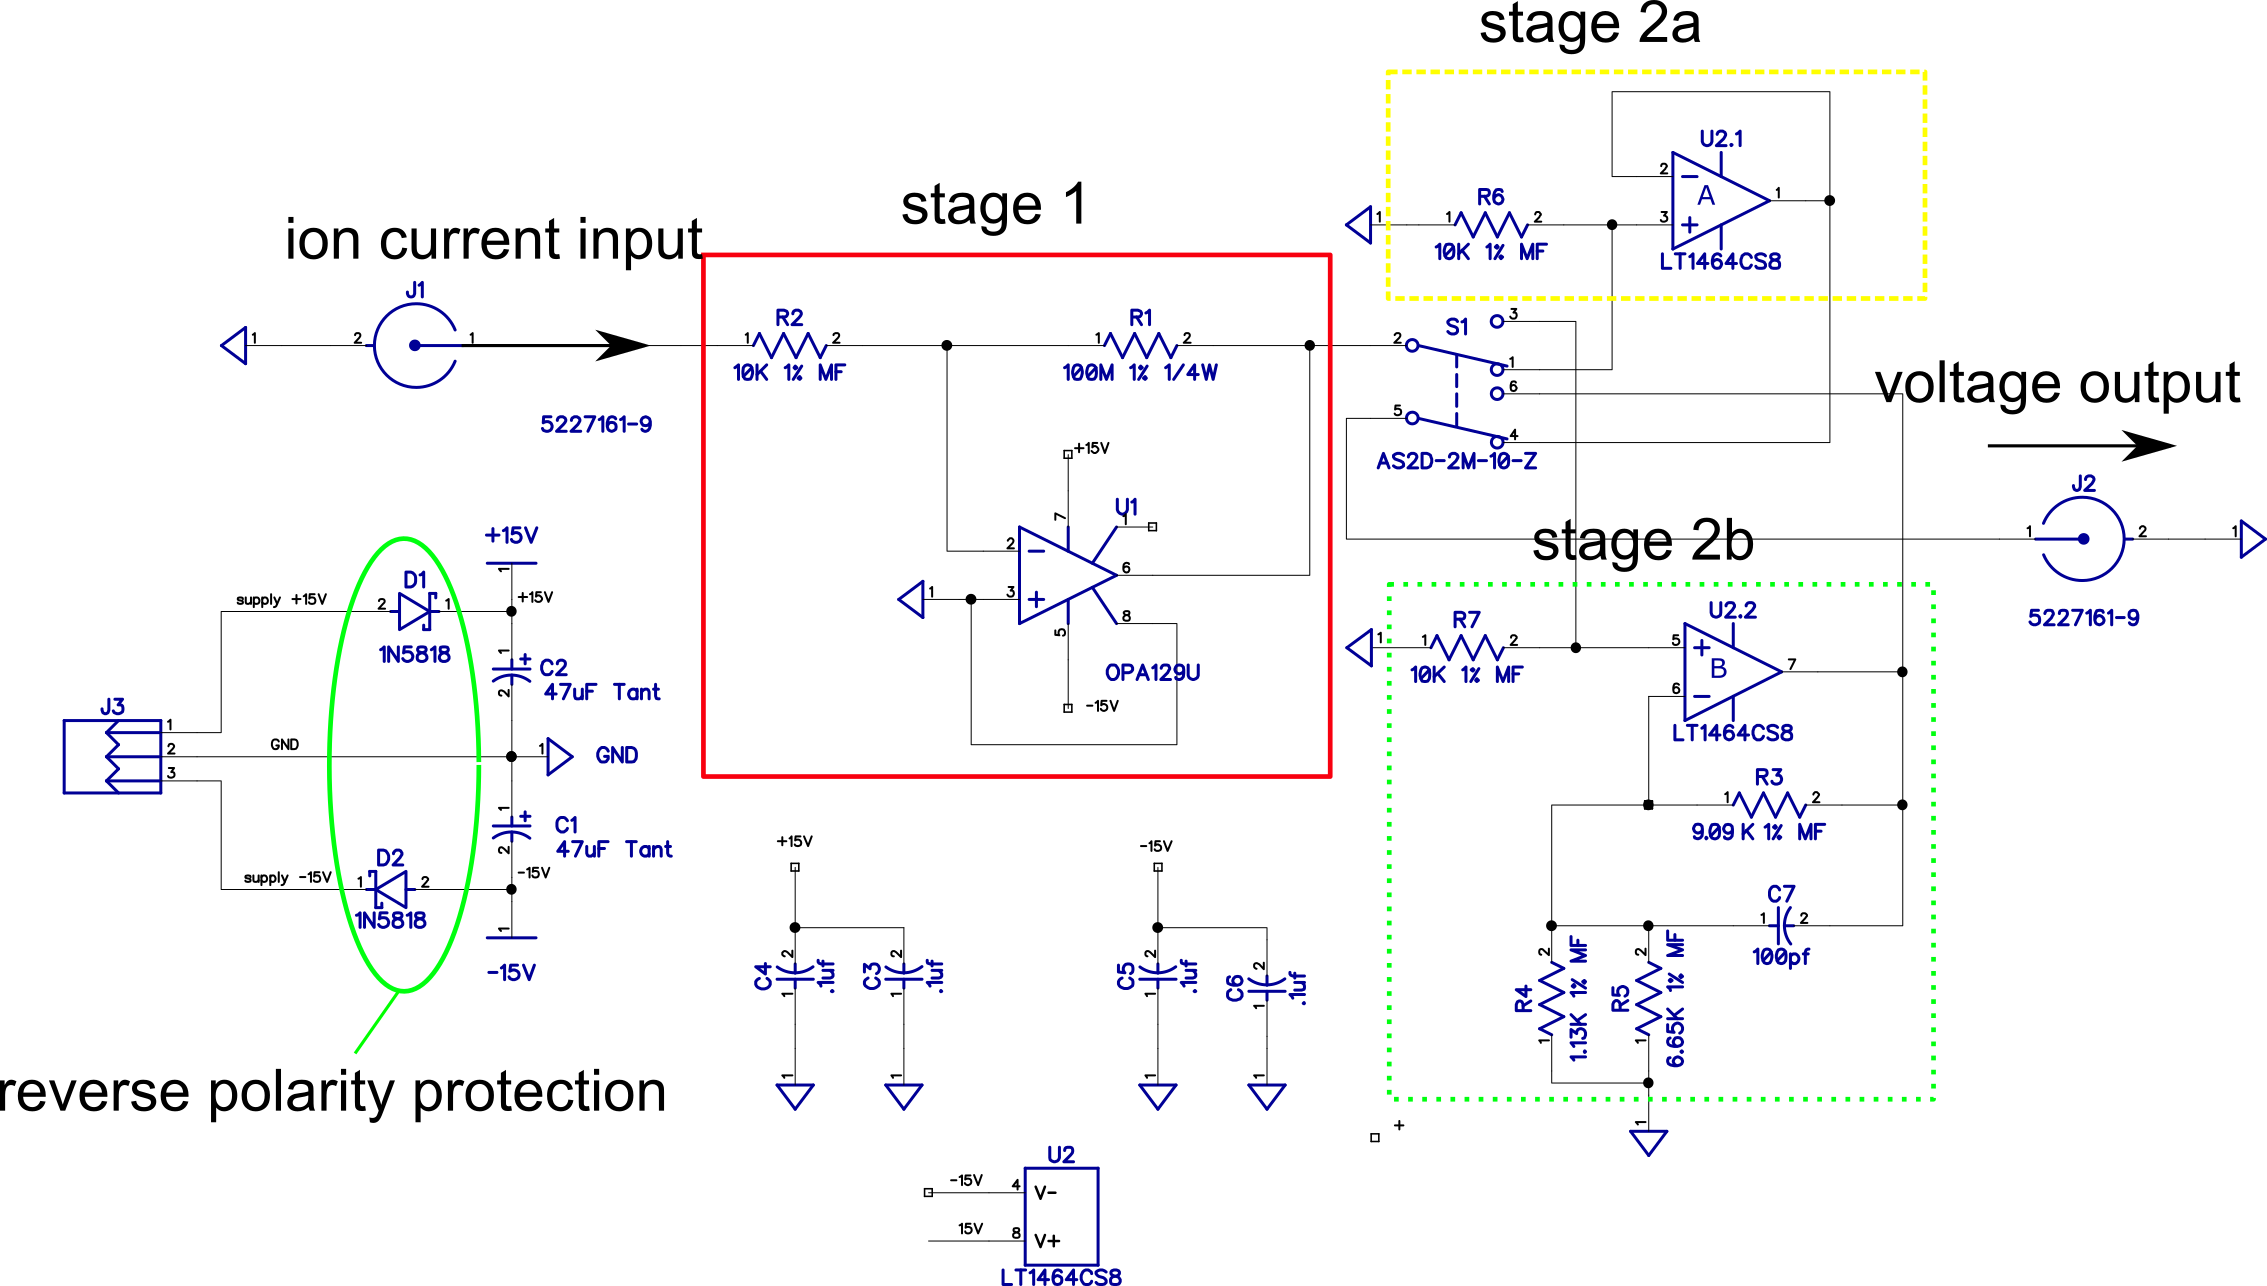 stage 2a
U2.1
2
A
1
3
LT1464CS8
1
1
R6
2
10K 1% MF
stage 1
ion current input
J1
1
2
1
5227161-9
1
R2
2
10K 1% MF
1
R1
2
100M 1% 1/4W
2
S1
3
1
6
5
4
AS2D-2M-10-Z
voltage output
J2
1
2
1
5227161-9
+15V
7
U1
1
2
6
1
3
8
5
OPA129U
-15V
+15V
1
supply +15V
2
D1
1
+15V
1N5818
1
+
C2
47uF Tant
2
J3
1
2
3
GND
1
GND
1
+
C1
47uF Tant
2
supply -15V
1
D2
2
-15V
1N5818
1
-15V
reverse polarity protection
stage 2b
1
1
R7
2
10K 1% MF
U2.2
5
B
7
6
LT1464CS8
1
R3
2
9.09 K 1% MF
C7
1
2
100pf
2
R4
1.13K 1% MF
1
2
R5
6.65K 1% MF
1
1
+15V
2
C4
.1uf
1
1
2
C3
.1uf
1
1
-15V
2
C5
.1uf
1
1
2
C6
.1uf
1
1
+
U2
-15V
4
V-
15V
8
V+
LT1464CS8